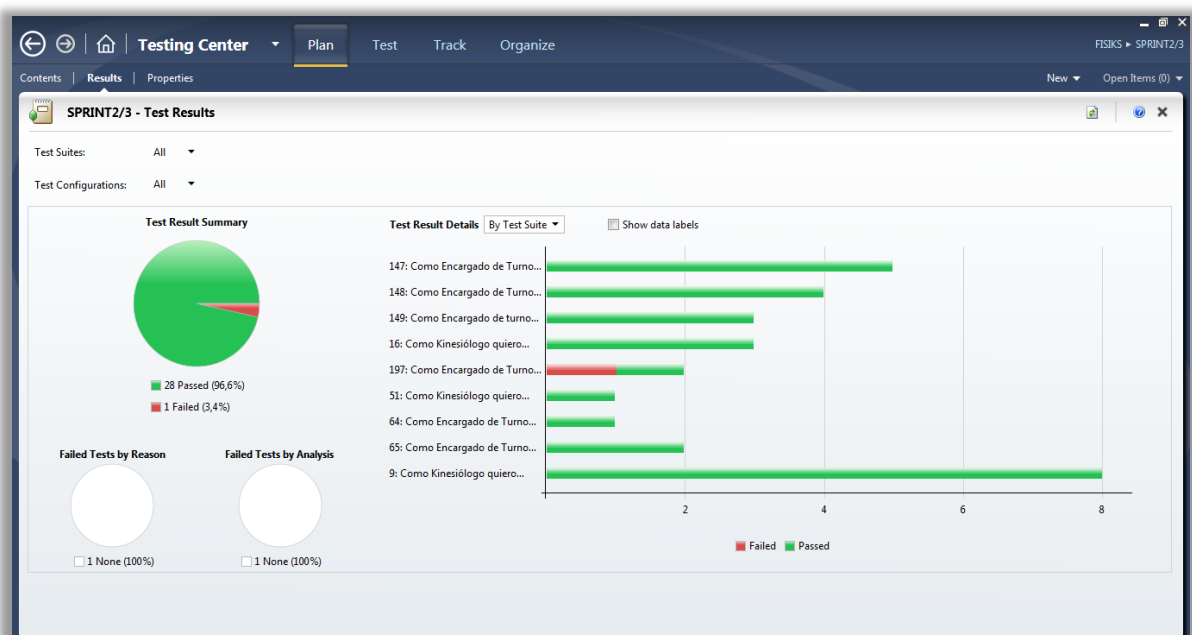 Testing Center Plan Test Track Organize FISIKS ▸ SPRINT2/3
Contents | Results | Properties New Open Items (0)
SPRINT2/3 - Test Results
Test Suites: All
Test Configurations: All
Test Result Summary
28 Passed (96,6%)
1 Failed (3,4%)
Failed Tests by Reason
1 None (100%)
Failed Tests by Analysis
1 None (100%)
Test Result Details By Test Suite Show data labels
147: Como Encargado de Turno...
148: Como Encargado de Turno...
149: Como Encargado de turno...
16: Como Kinesiólogo quiero...
197: Como Encargado de Turno...
51: Como Kinesiólogo quiero...
64: Como Encargado de Turno...
65: Como Encargado de Turno...
9: Como Kinesiólogo quiero...
2 4 6 8
Failed Passed